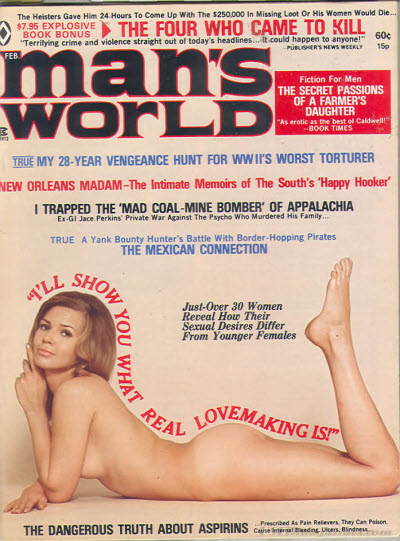 The Heisters Gave Him 24-Hours To Come Up With The $250,000 In Missing Loot Or His Women Would Die...
$7.95 EXPLOSIVE
BOOK BONUS
THE FOUR WHO CAME TO KILL
"Terrifying crime and violence straight out of today's headlines...It could happen to anyone!"
—PUBLISHER'S NEWS WEEKLY
60c
15p
FEB.
man's
WORLD
Fiction For Men
THE SECRET PASSIONS
OF A FARMER'S
DAUGHTER
"As erotic as the best of Caldwell!"
—BOOK TIMES
TRUE MY 28-YEAR VENGEANCE HUNT FOR WWII'S WORST TORTURER
NEW ORLEANS MADAM—The Intimate Memoirs of The South's 'Happy Hooker'
I TRAPPED THE 'MAD COAL-MINE BOMBER' OF APPALACHIA
Ex-GI Jace Perkins' Private War Against The Psycho Who Murdered His Family...
TRUE A Yank Bounty Hunter's Battle With Border-Hopping Pirates
THE MEXICAN CONNECTION
"I'LL SHOW YOU WHAT REAL LOVEMAKING IS!"
Just-Over 30 Women
Reveal How Their
Sexual Desires Differ
From Younger Females
THE DANGEROUS TRUTH ABOUT ASPIRINS
...Prescribed As Pain Relievers, They Can Poison,
Cause Internal Bleeding, Ulcers, Blindness...